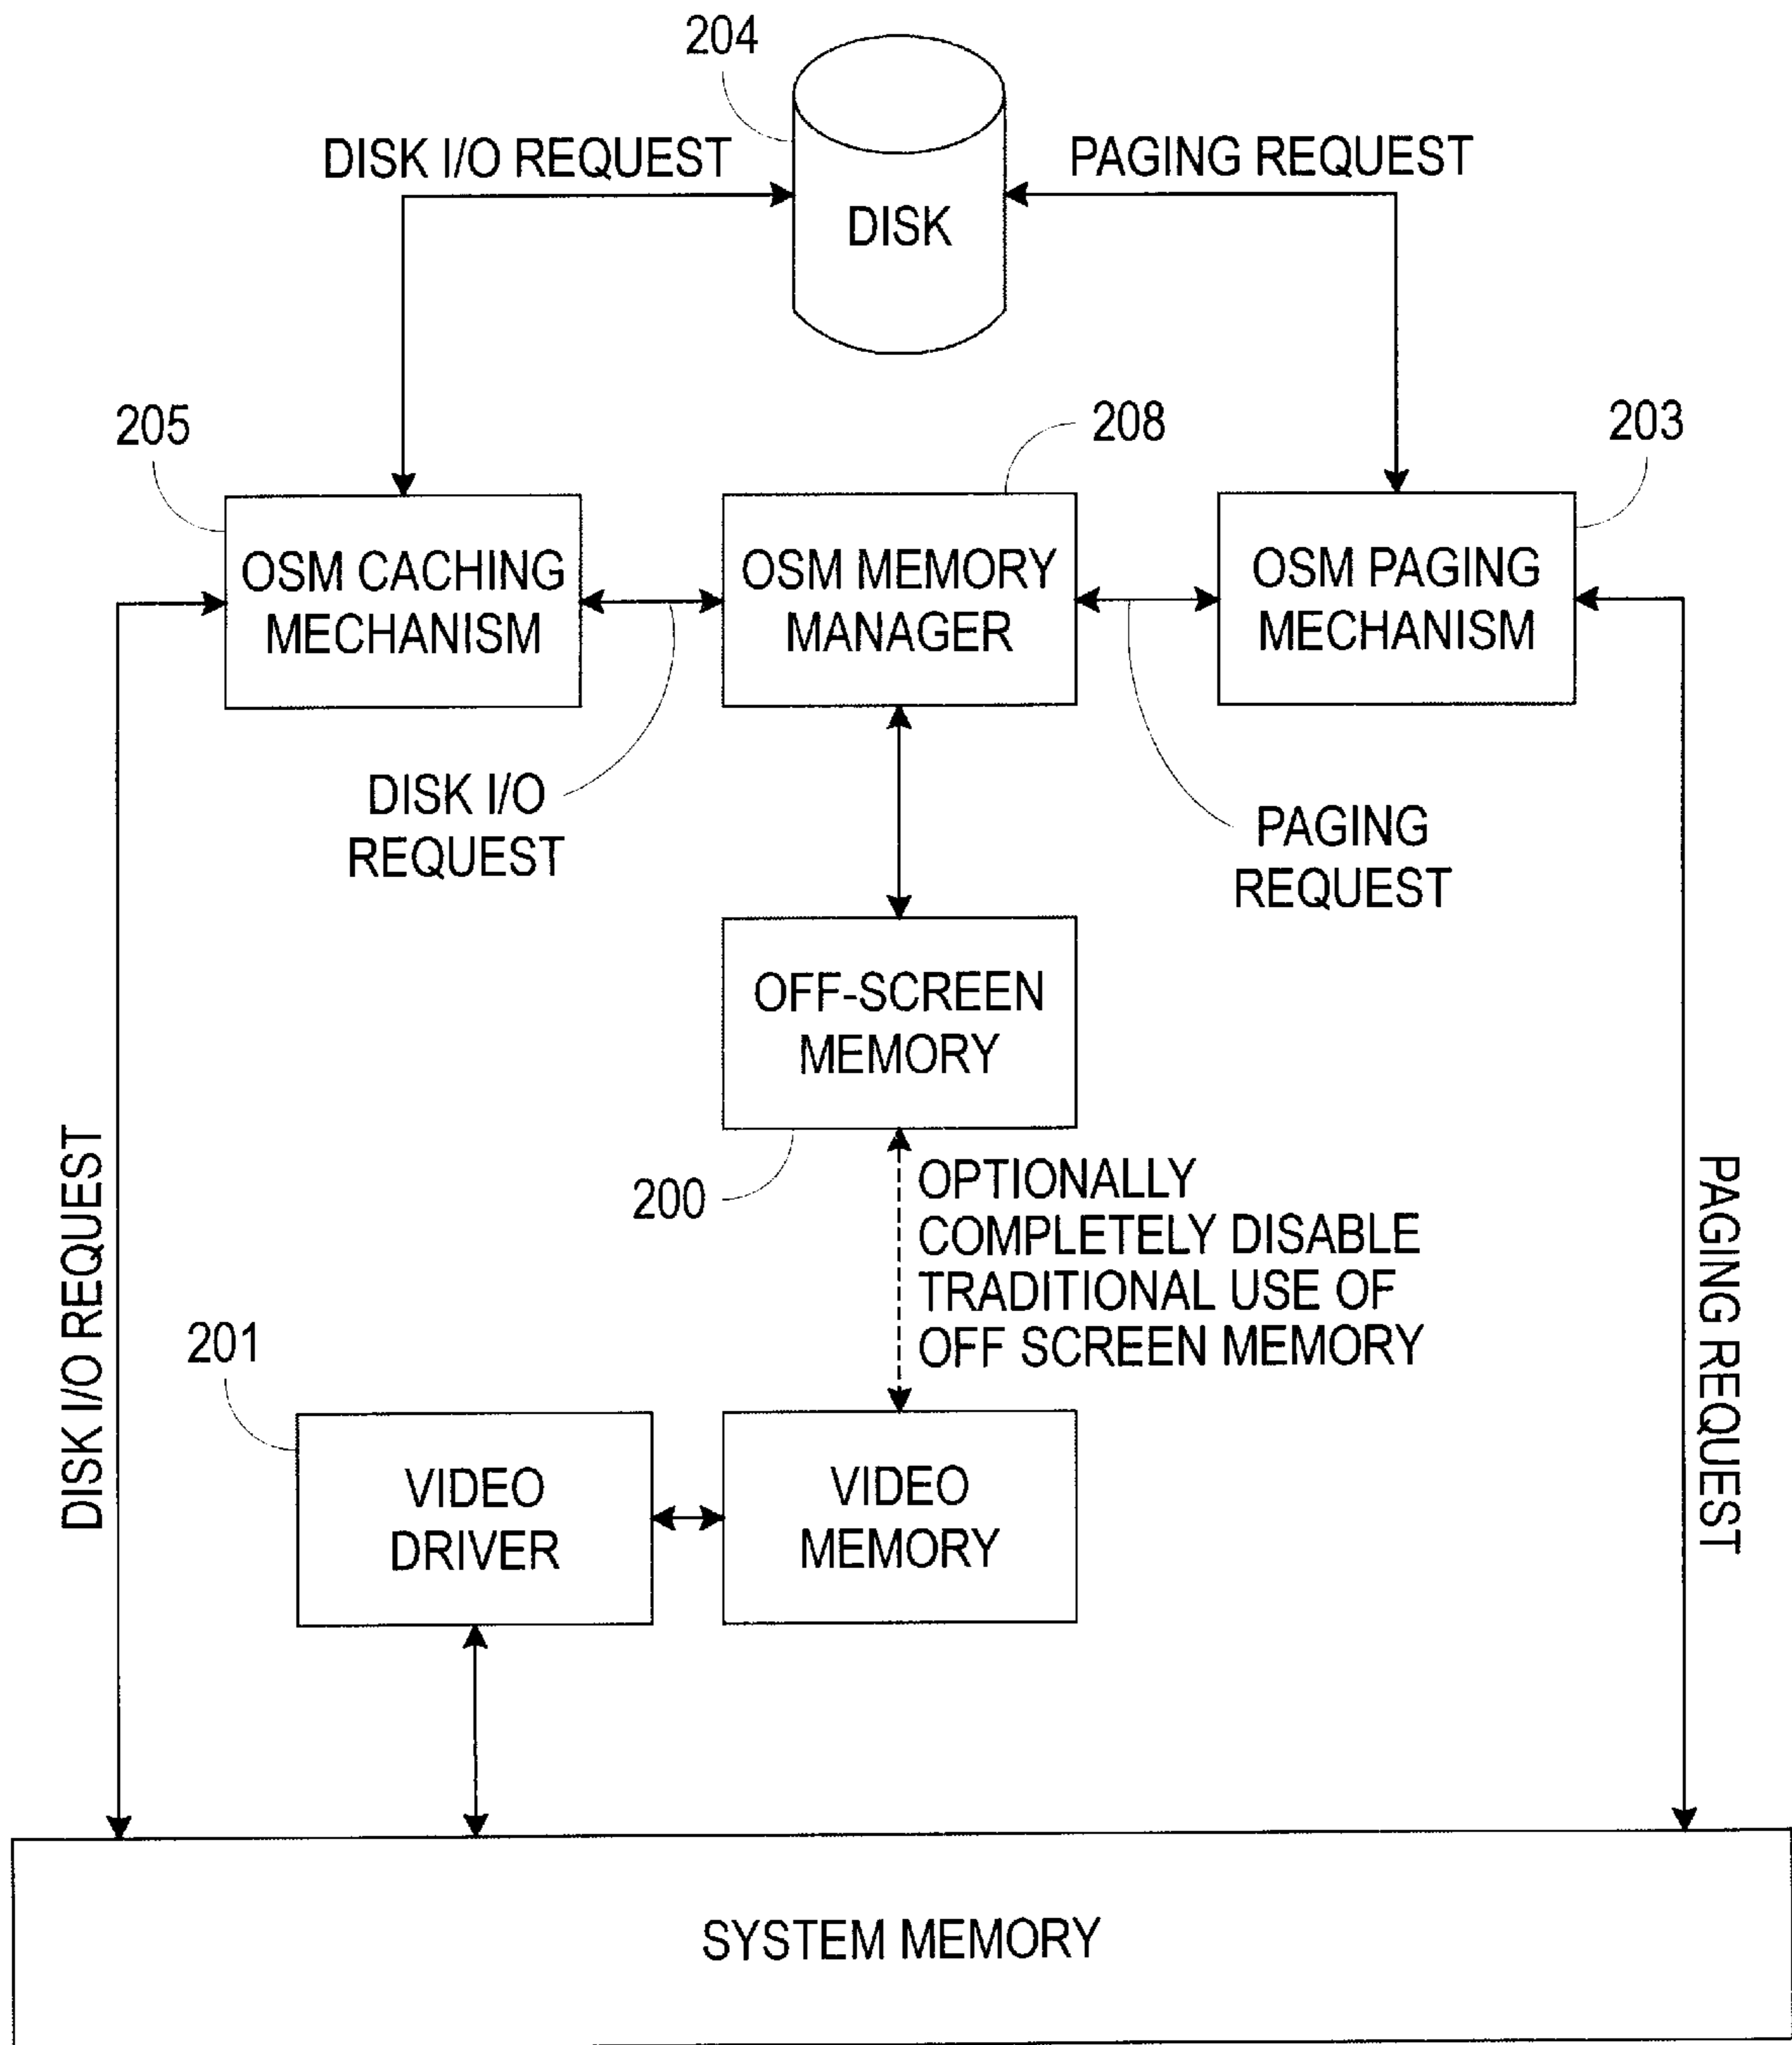 204
DISK I/O REQUEST
PAGING REQUEST
DISK
205
208
203
OSM CACHING
MECHANISM
OSM MEMORY
MANAGER
OSM PAGING
MECHANISM
DISK I/O
REQUEST
PAGING
REQUEST
OFF-SCREEN
MEMORY
200
OPTIONALLY
COMPLETELY DISABLE
TRADITIONAL USE OF
OFF SCREEN MEMORY
DISK I/O REQUEST
PAGING REQUEST
201
VIDEO
DRIVER
VIDEO
MEMORY
SYSTEM MEMORY